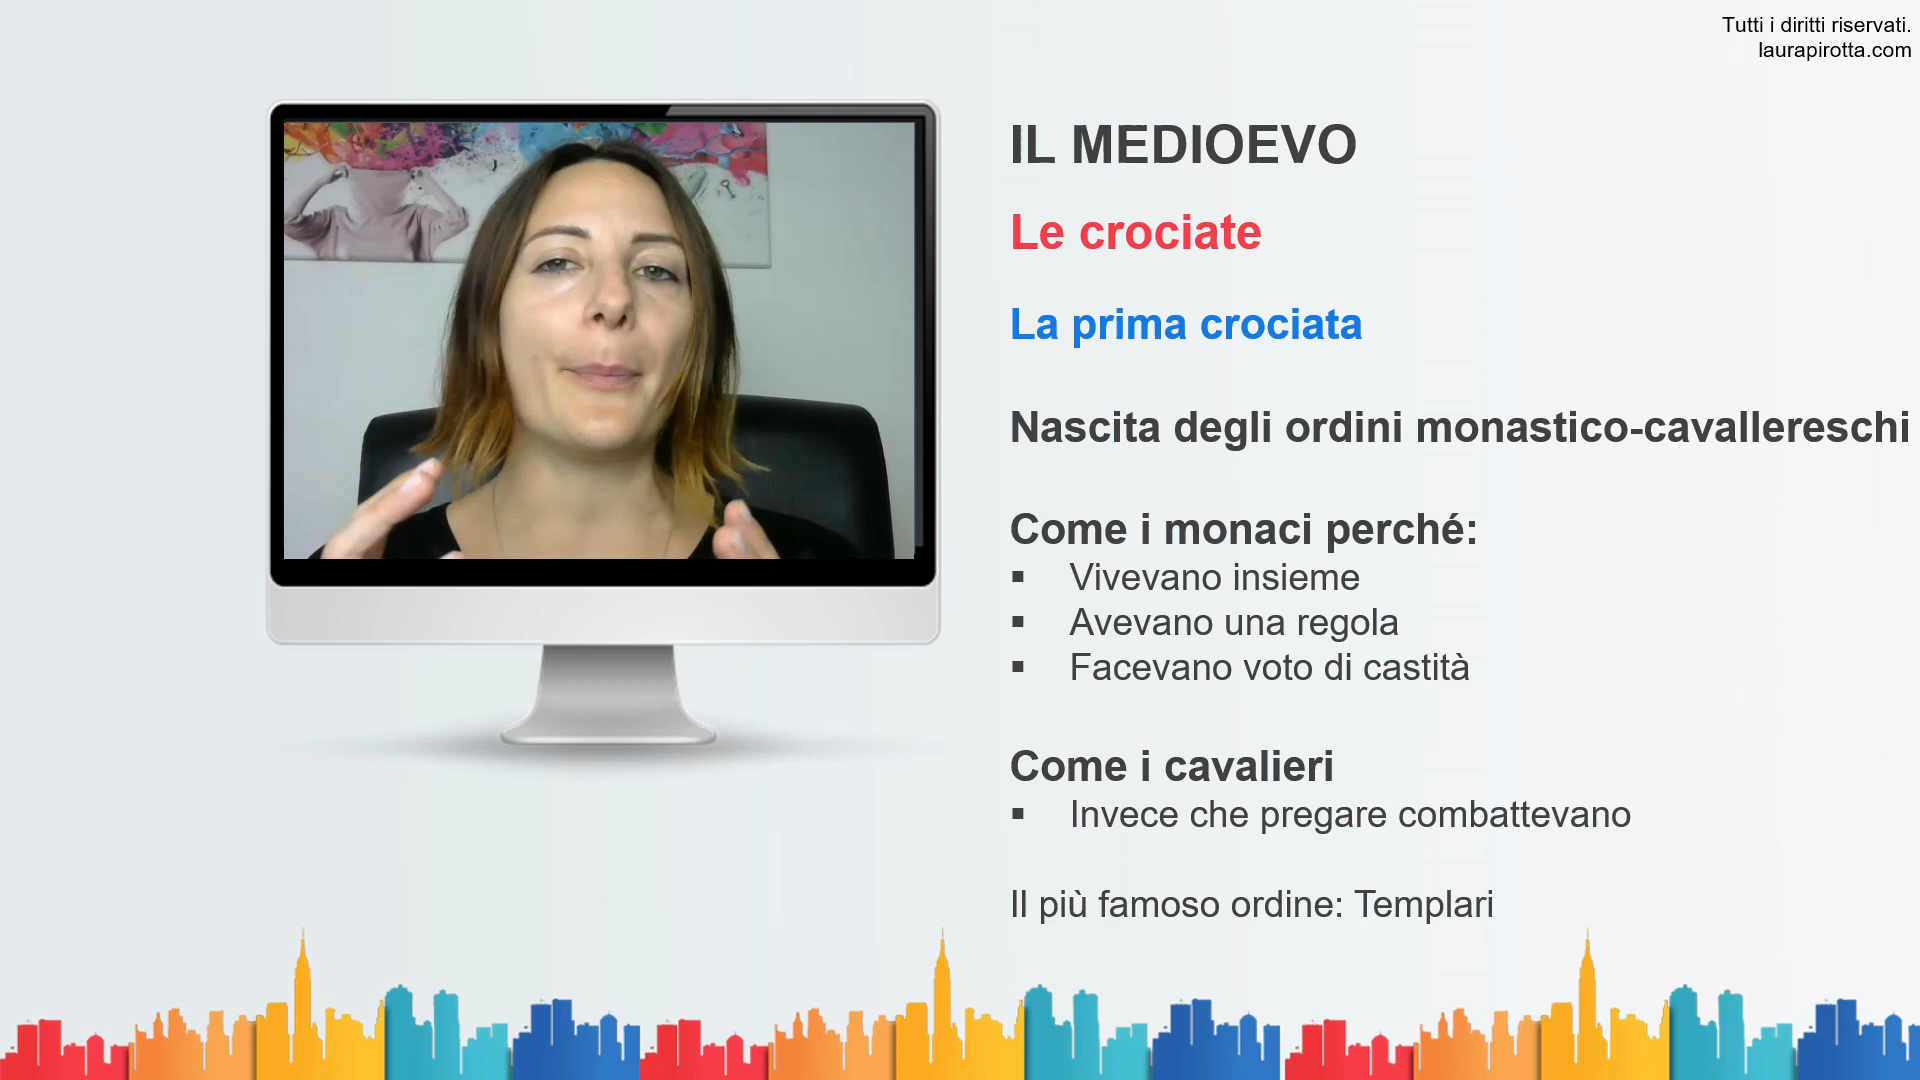 Tutti i diritti riservati.
laurapirotta.com
IL MEDIOEVO
Le crociate
La prima crociata
Nascita degli ordini monastico-cavallereschi
Come i monaci perché:
▪ Vivevano insieme
▪ Avevano una regola
▪ Facevano voto di castità
Come i cavalieri
▪ Invece che pregare combattevano
Il più famoso ordine: Templari